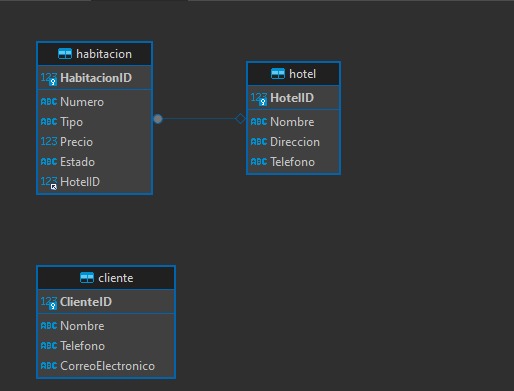 habitacion
123 HabitacionID
ABC Numero
ABC Tipo
123 Precio
ABC Estado
123 HotelID
hotel
123 HotelID
ABC Nombre
ABC Direccion
ABC Telefono
cliente
123 ClienteID
ABC Nombre
ABC Telefono
ABC CorreoElectronico